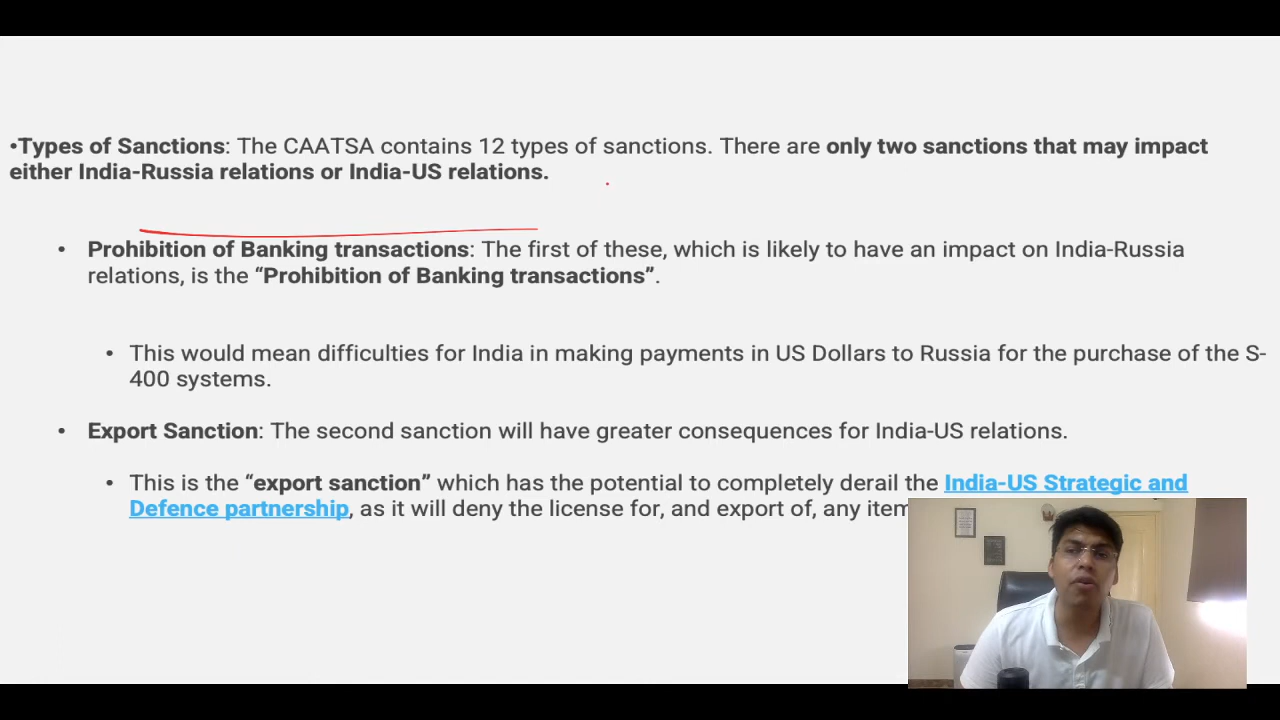 •Types of Sanctions: The CAATSA contains 12 types of sanctions. There are only two sanctions that may impact
either India-Russia relations or India-US relations.
• Prohibition of Banking transactions: The first of these, which is likely to have an impact on India-Russia
relations, is the “Prohibition of Banking transactions”.
• This would mean difficulties for India in making payments in US Dollars to Russia for the purchase of the S-
400 systems.
• Export Sanction: The second sanction will have greater consequences for India-US relations.
• This is the “export sanction” which has the potential to completely derail the India-US Strategic and
Defence partnership, as it will deny the license for, and export of, any item